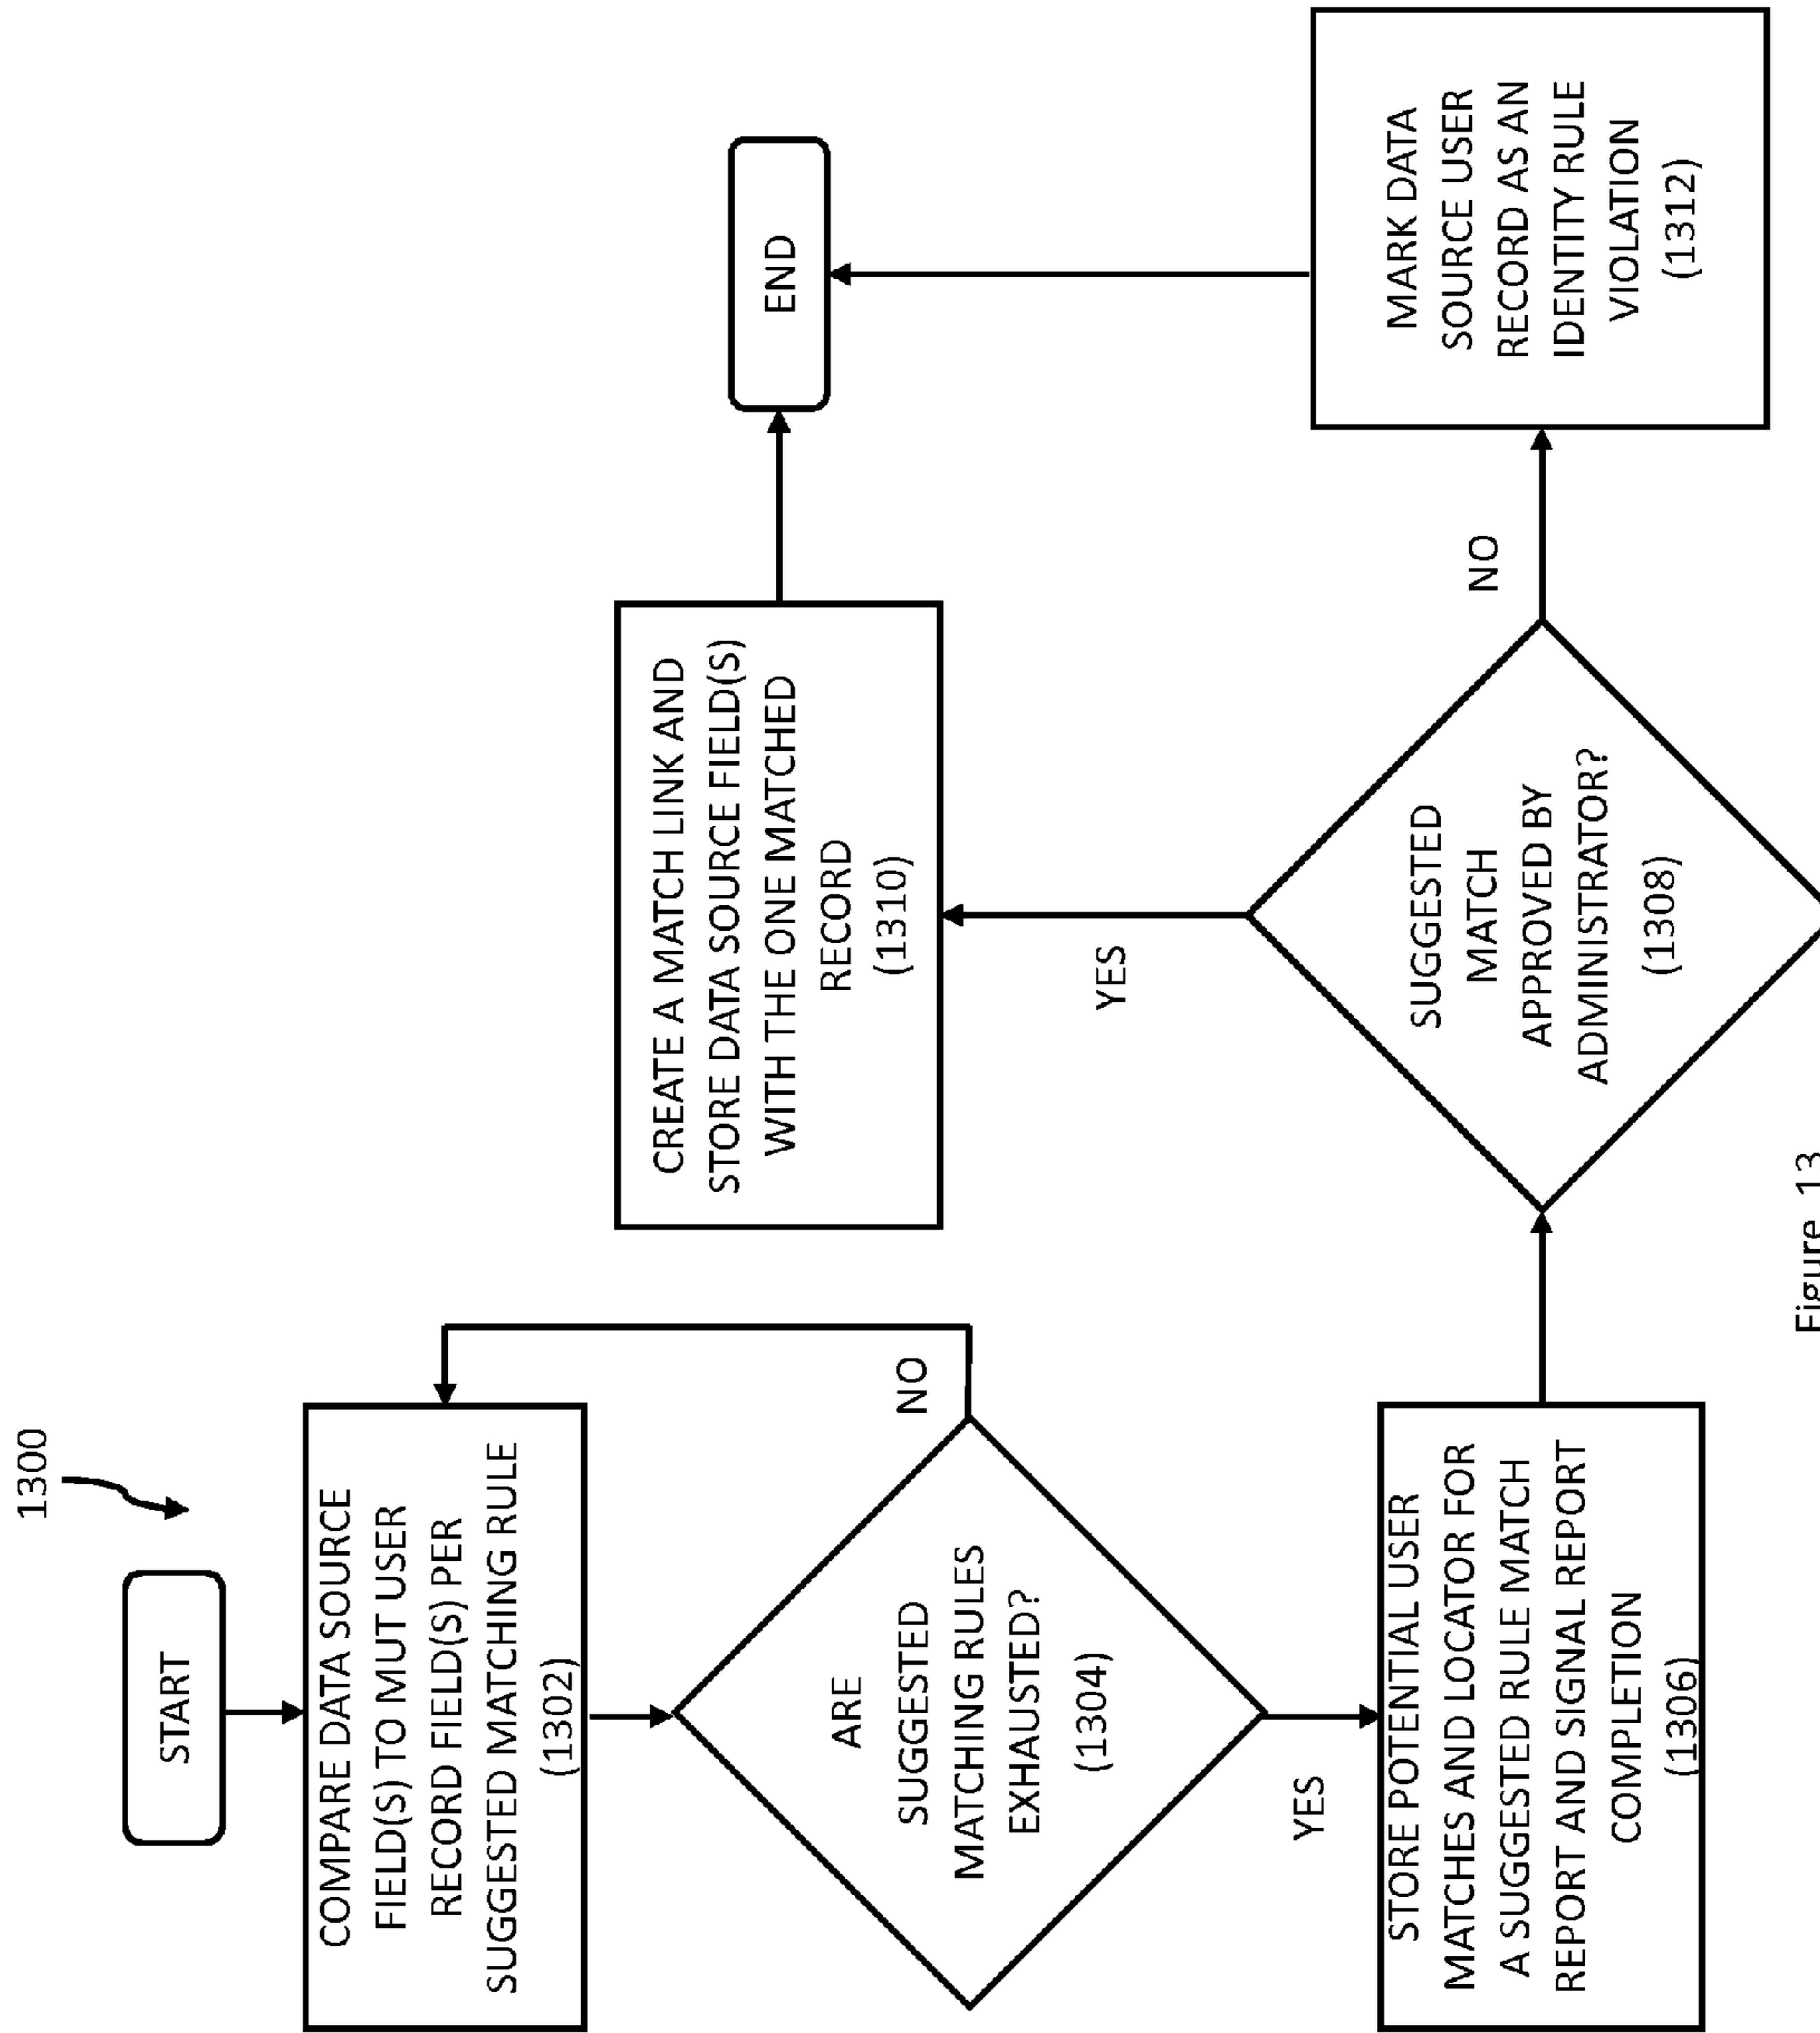 1300
START
COMPARE DATA SOURCE
FIELD(S) TO MUT USER
RECORD FIELD(S) PER
SUGGESTED MATCHING RULE
(1302)
ARE
SUGGESTED
MATCHING RULES
EXHAUSTED?
(1304)
NO
YES
STORE POTENTIAL USER
MATCHES AND LOCATOR FOR
A SUGGESTED RULE MATCH
REPORT AND SIGNAL REPORT
COMPLETION
(1306)
SUGGESTED
MATCH
APPROVED BY
ADMINISTRATOR?
(1308)
YES
NO
CREATE A MATCH LINK AND
STORE DATA SOURCE FIELD(S)
WITH THE ONE MATCHED
RECORD
(1310)
MARK DATA
SOURCE USER
RECORD AS AN
IDENTITY RULE
VIOLATION
(1312)
END
Figure 13